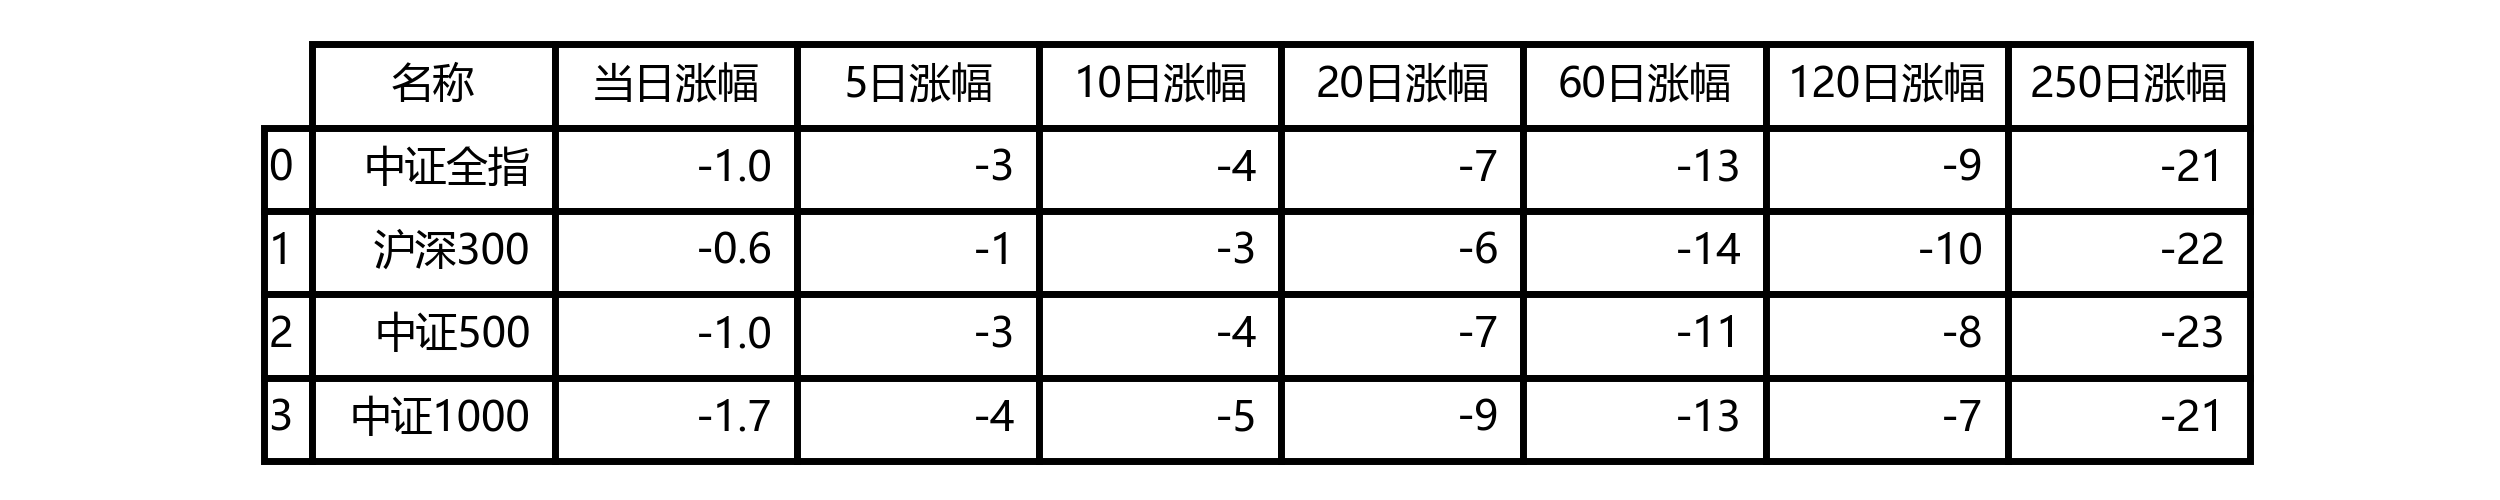 名称 当日涨幅 5日涨幅 10日涨幅 20日涨幅 60日涨幅 120日涨幅 250日涨幅
0 中证全指 -1.0 -3 -4 -7 -13 -9 -21
1 沪深300 -0.6 -1 -3 -6 -14 -10 -22
2 中证500 -1.0 -3 -4 -7 -11 -8 -23
3 中证1000 -1.7 -4 -5 -9 -13 -7 -21